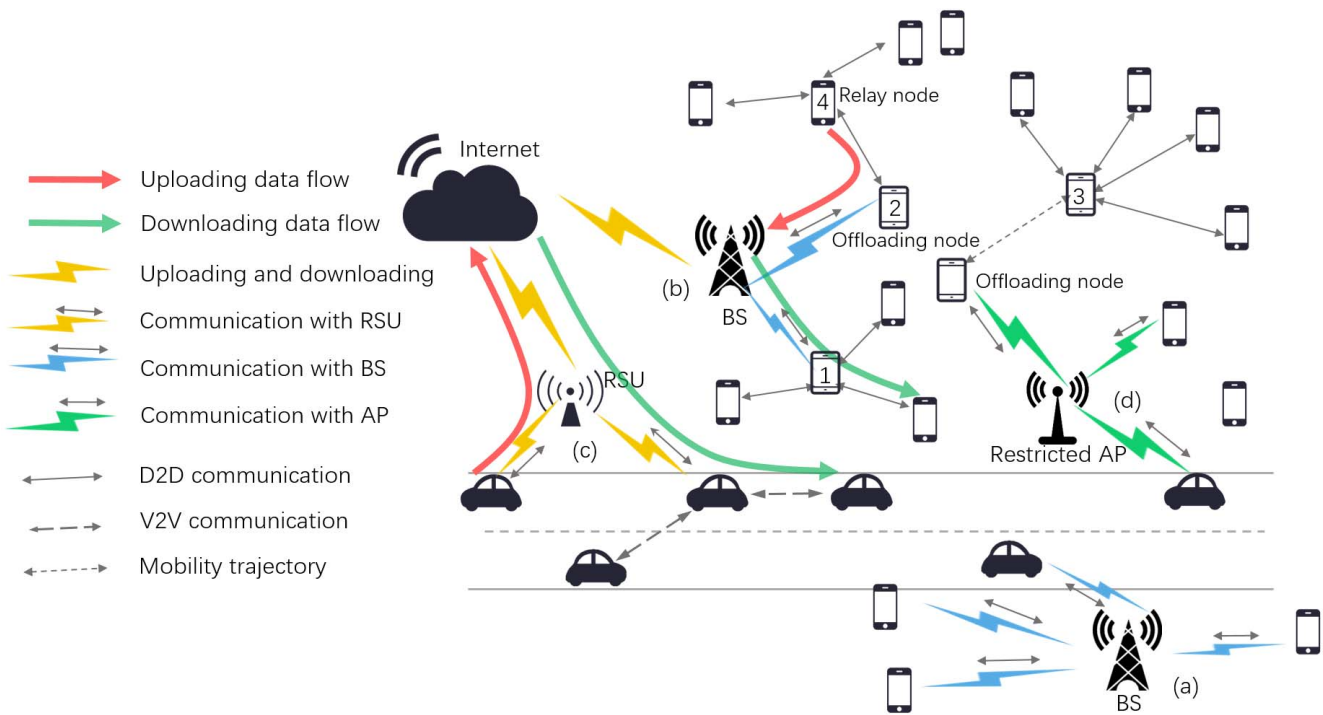 Internet
Uploading data flow
Downloading data flow
Uploading and downloading
Communication with RSU
Communication with BS
Communication with AP
D2D communication
V2V communication
Mobility trajectory
4
Relay node
2
Offloading node
3
Offloading node
(b)
BS
1
RSU
(c)
(d)
Restricted AP
(a)
BS